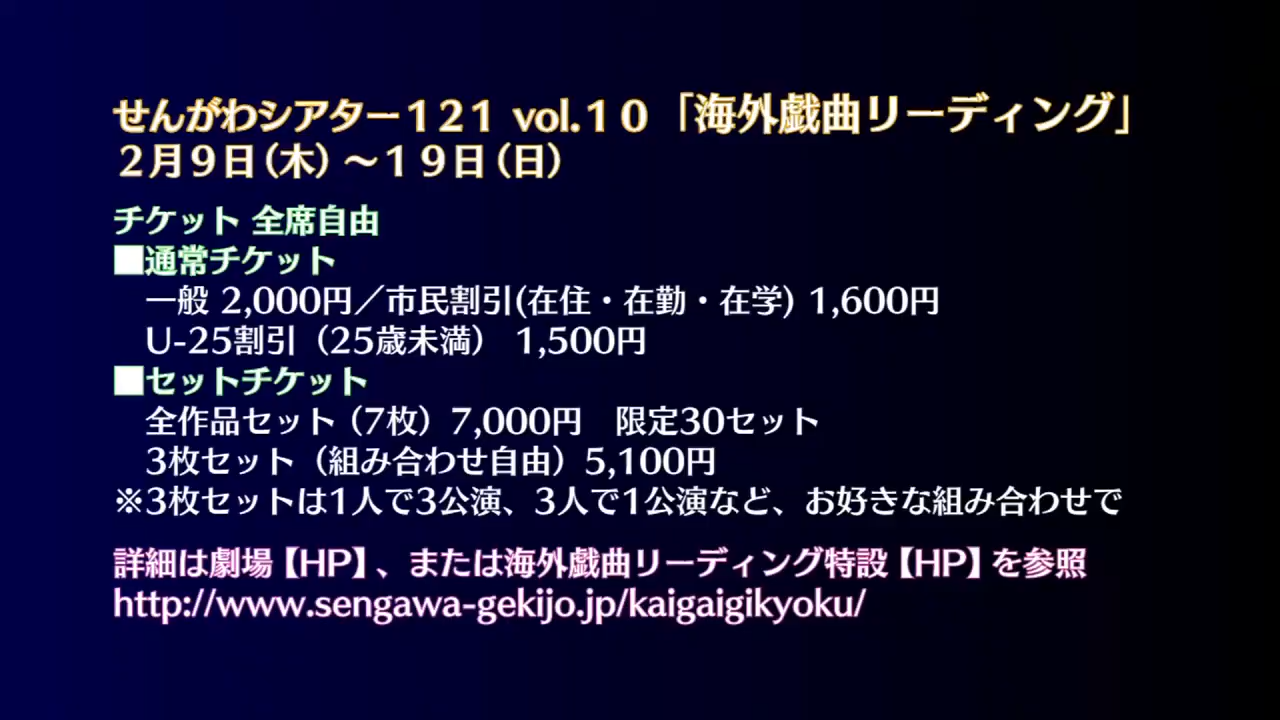 せんがわシアター１２１ vol.１０「海外戯曲リーディング」
２月９日（木）～１９日（日）
チケット 全席自由
■通常チケット
一般 2,000円／市民割引(在住・在勤・在学) 1,600円
U-25割引（25歳未満） 1,500円
■セットチケット
全作品セット（7枚）7,000円　限定30セット
3枚セット（組み合わせ自由）5,100円
※3枚セットは1人で3公演、3人で1公演など、お好きな組み合わせで
詳細は劇場【HP】、または海外戯曲リーディング特設【HP】を参照
http://www.sengawa-gekijo.jp/kaigaigikyoku/